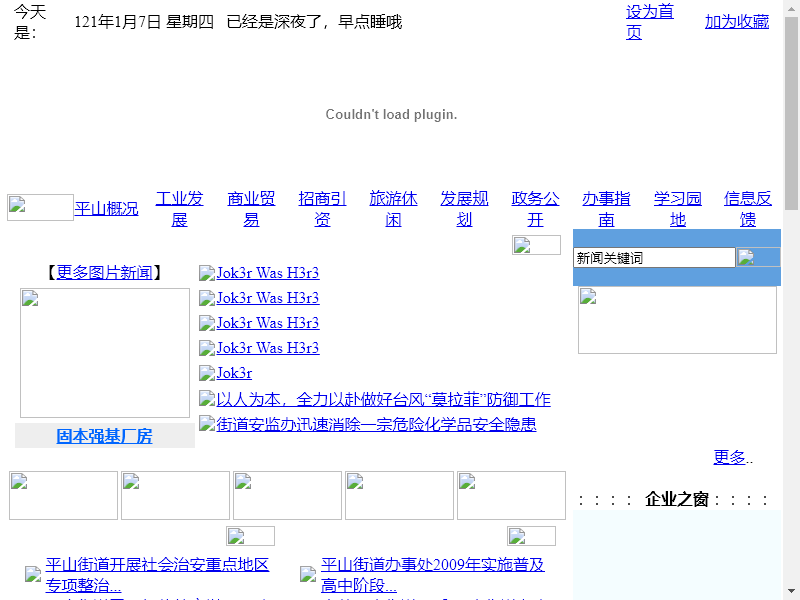 今天是：
121年1月7日 星期四 已经是深夜了，早点睡哦
设为首页
加为收藏
Couldn't load plugin.
平山概况
工业发展
商业贸易
招商引资
旅游休闲
发展规划
政务公开
办事指南
学习园地
信息反馈
新闻关键词
【更多图片新闻】
Jok3r Was H3r3
Jok3r Was H3r3
Jok3r Was H3r3
Jok3r Was H3r3
Jok3r
以人为本，全力以赴做好台风“莫拉菲”防御工作
街道安监办迅速消除一宗危险化学品安全隐患
固本强基厂房
更多..
：：：： 企业之窗 ：：：：
平山街道开展社会治安重点地区
专项整治...
平山街道办事处2009年实施普及
高中阶段...